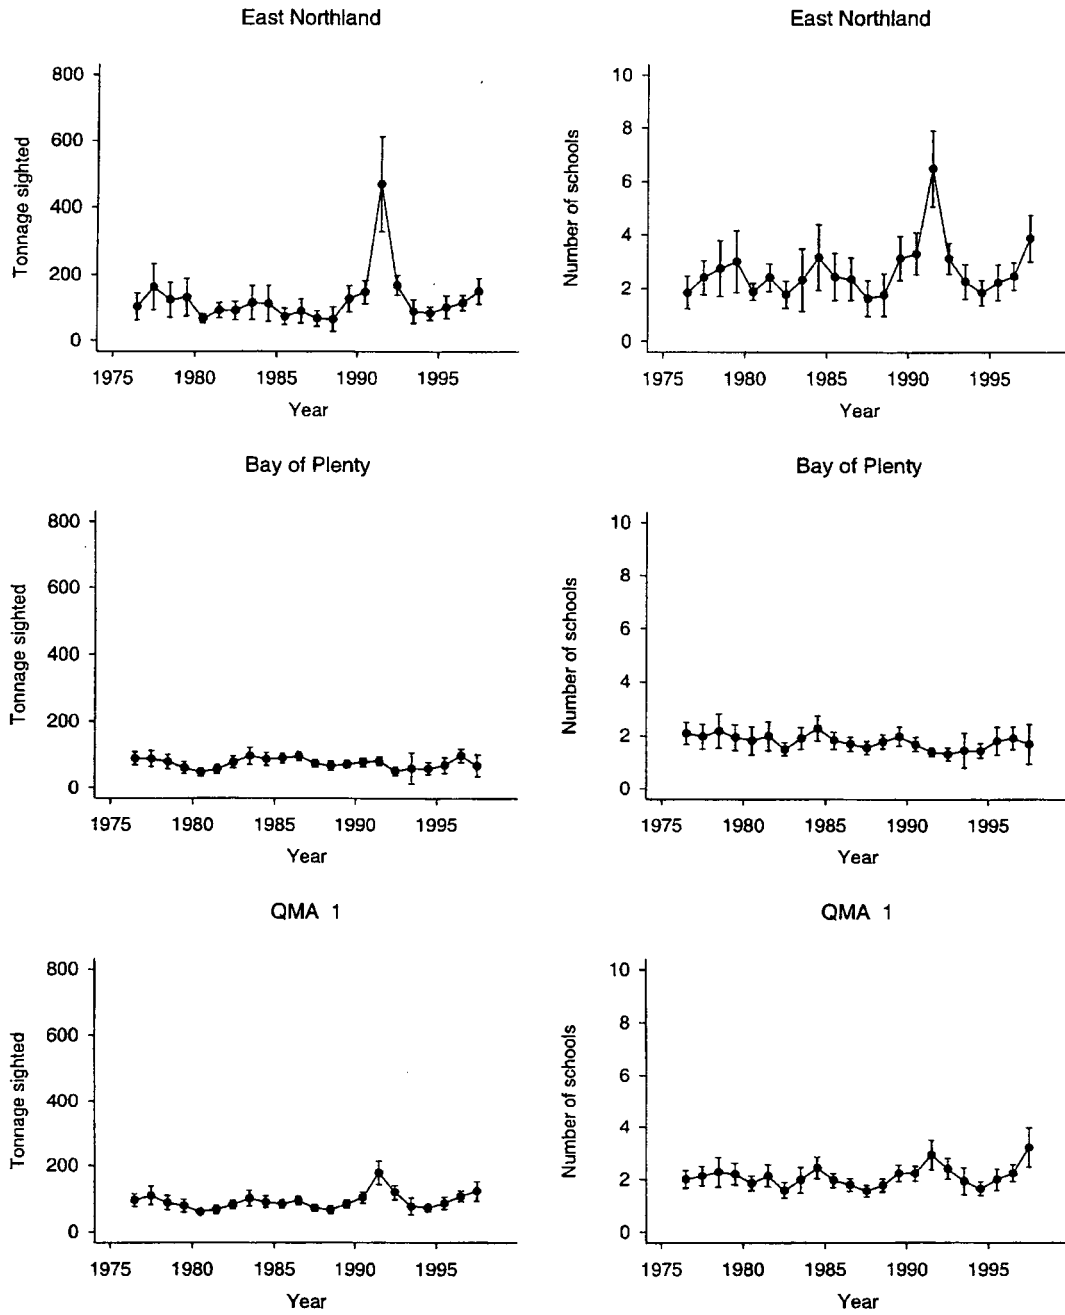 East Northland
East Northland
Tonnage sighted
800
600
400
200
0
1975 1980 1985 1990 1995
Year
Number of schools
10
8
6
4
2
0
1975 1980 1985 1990 1995
Year
Bay of Plenty
Bay of Plenty
Tonnage sighted
800
600
400
200
0
1975 1980 1985 1990 1995
Year
Number of schools
10
8
6
4
2
0
1975 1980 1985 1990 1995
Year
QMA 1
QMA 1
Tonnage sighted
800
600
400
200
0
1975 1980 1985 1990 1995
Year
Number of schools
10
8
6
4
2
0
1975 1980 1985 1990 1995
Year